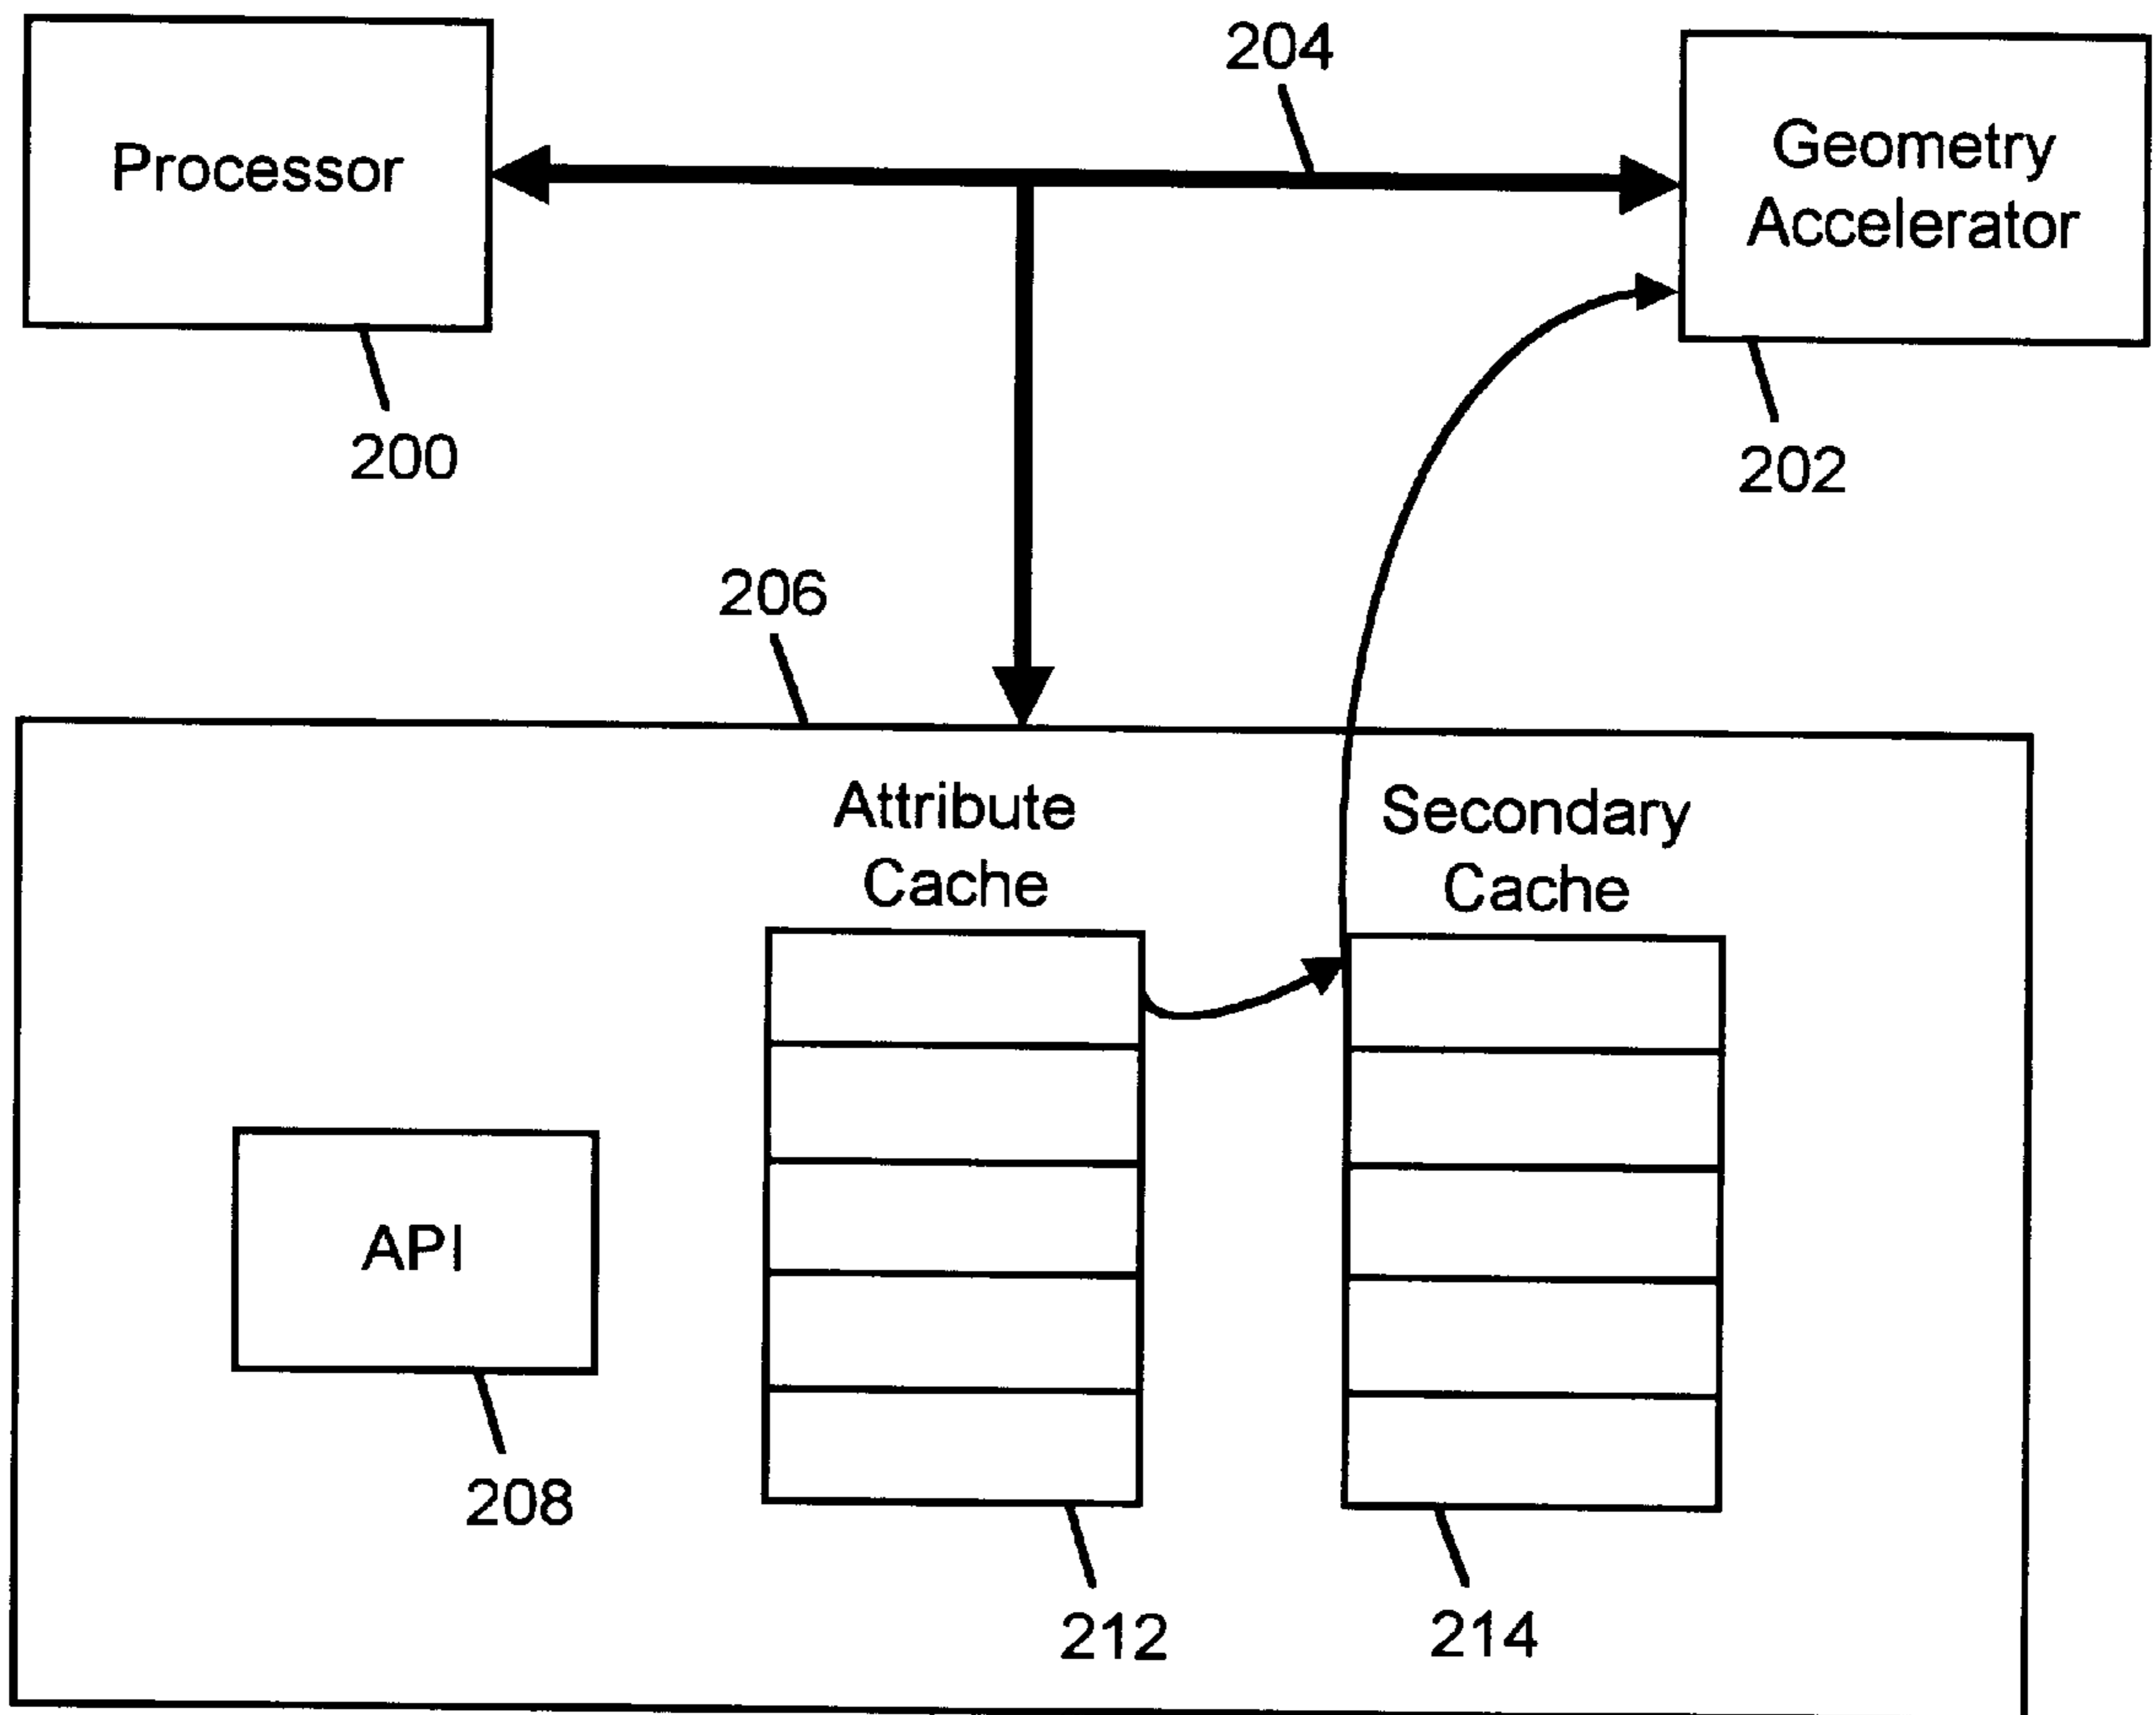 204
Processor
Geometry
Accelerator
200
202
206
Attribute
Cache
Secondary
Cache
API
208
212
214